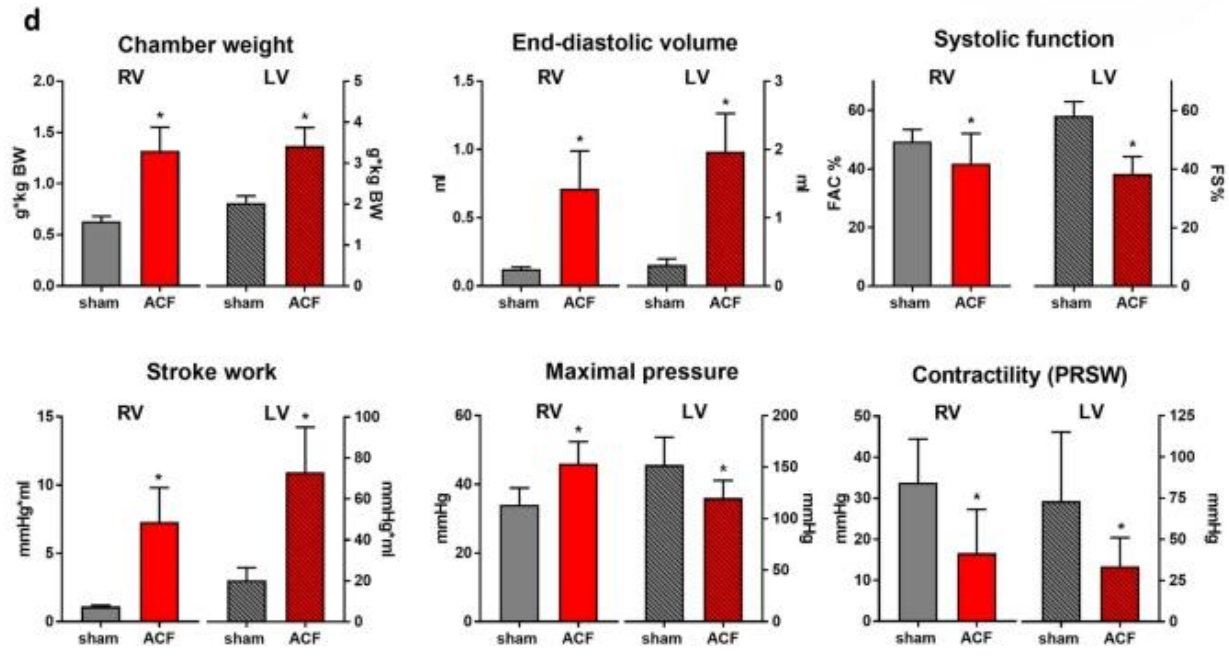 d
Chamber weight
RV LV
2.0
1.5
1.0
0.5
0.0
g*kg BW
5
4
3
2
1
0
g*kg BW
* *
sham ACF sham ACF
End-diastolic volume
RV LV
1.5
1.0
0.5
0.0
ml
3
2
1
0
ml
* *
sham ACF sham ACF
Systolic function
RV LV
60
40
20
0
FAC %
60
40
20
0
FS%
* *
sham ACF sham ACF
Stroke work
RV LV
15
10
5
0
mmHg*ml
100
80
60
40
20
0
mmHg*ml
* *
sham ACF sham ACF
Maximal pressure
RV LV
60
40
20
0
mmHg
200
150
100
50
0
mmHg
* *
sham ACF sham ACF
Contractility (PRSW)
RV LV
50
40
30
20
10
0
mmHg
125
100
75
50
25
0
mmHg
* *
sham ACF sham ACF